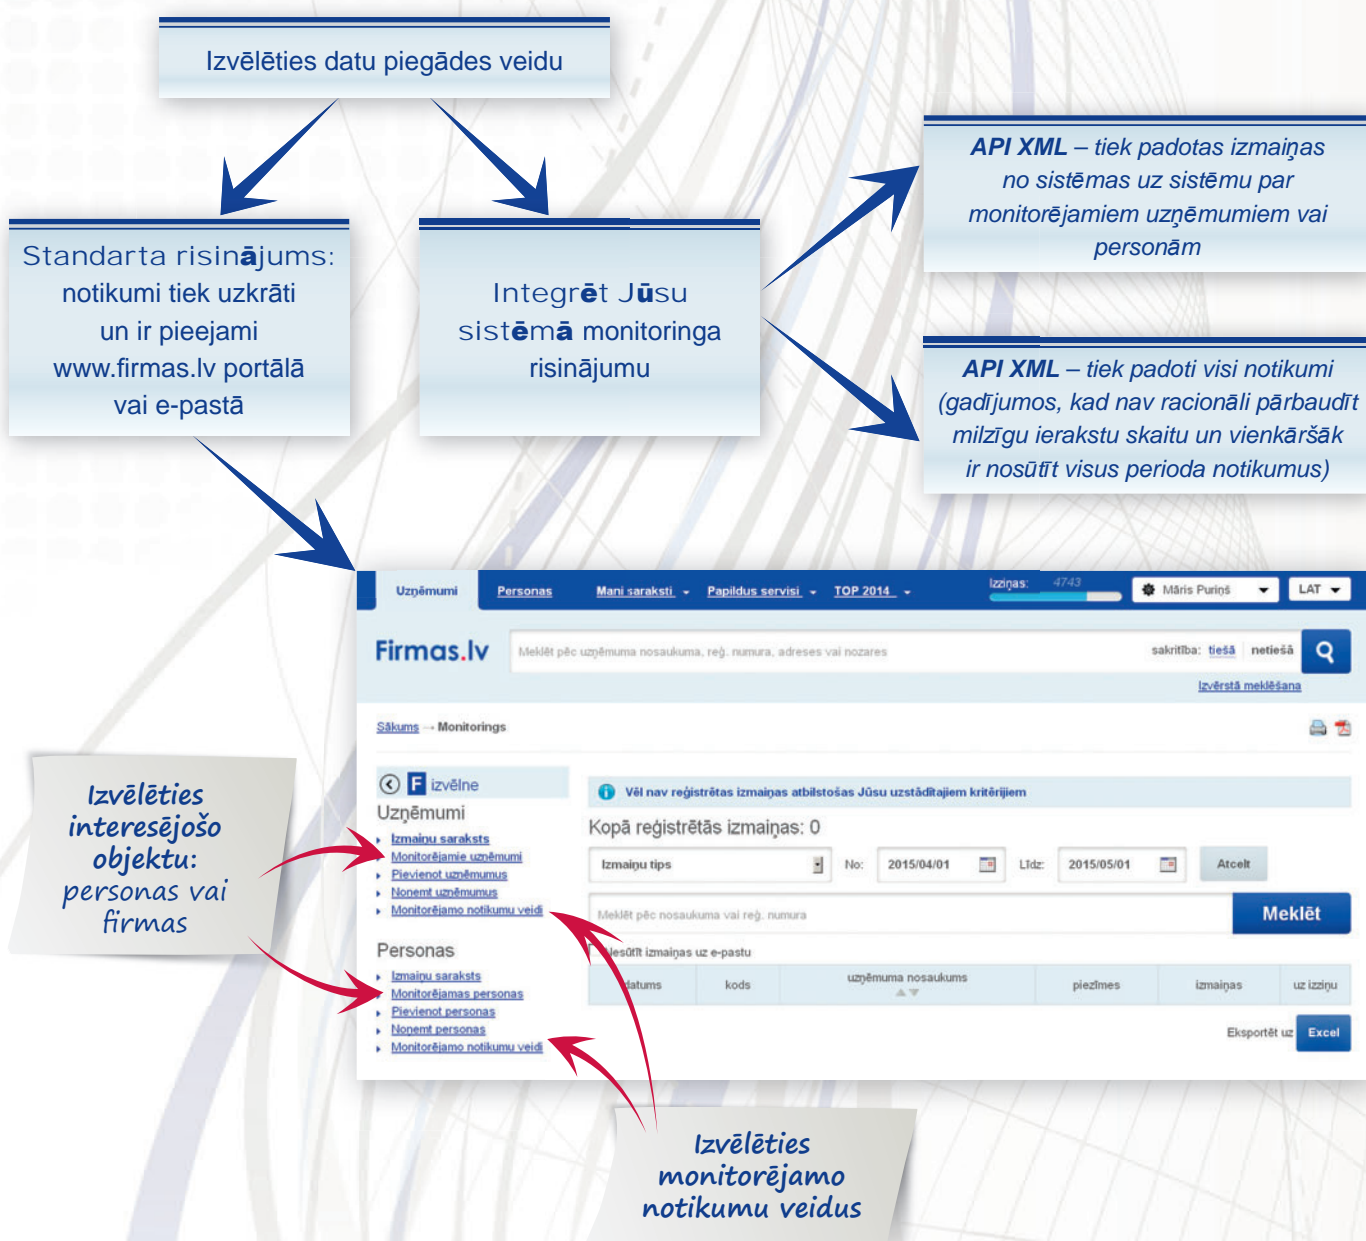 Izvēlēties datu piegādes veidu
API XML – tiek padotas izmaiņas
no sistēmas uz sistēmu par
monitorējamiem uzņēmumiem vai
personām
Standarta risinājums:
notikumi tiek uzkrāti
un ir pieejami
www.firmas.lv portālā
vai e-pastā
Integrēt Jūsu
sistēmā monitoringa
risinājumu
API XML – tiek padoti visi notikumi
(gadījumos, kad nav racionāli pārbaudīt
milzīgu ierakstu skaitu un vienkāršāk
ir nosūtīt visus perioda notikumus)
Uzņēmumi Personas Mani saraksti Papildus servisi TOP 2014 Izziņas: 4743 Māris Puriņš LAT
Firmas.lv Meklēt pēc uzņēmuma nosaukuma, reģ. numura, adreses vai nozares sakritība: tiešā netiešā
Izvērstā meklēšana
Sākums → Monitorings
F izvēlne
Uzņēmumi
Izmaiņu saraksts
Monitorējamie uzņēmumi
Pievienot uzņēmumus
Noņemt uzņēmumus
Monitorējamo notikumu veidi
Personas
Izmaiņu saraksts
Monitorējamas personas
Pievienot personas
Noņemt personas
Monitorējamo notikumu veidi
Vēl nav reģistrētas izmaiņas atbilstošas Jūsu uzstādītajiem kritērijiem
Kopā reģistrētās izmaiņas: 0
Izmaiņu tips No: 2015/04/01 Līdz: 2015/05/01 Atcelt
Meklēt pēc nosaukuma vai reģ. numura Meklēt
Nesūtīt izmaiņas uz e-pastu
datums kods uzņēmuma nosaukums piezīmes izmaiņas uz izziņu
Eksportēt uz Excel
Izvēlēties
interesējošo
objektu:
personas vai
firmas
Izvēlēties
monitorējamo
notikumu veidus